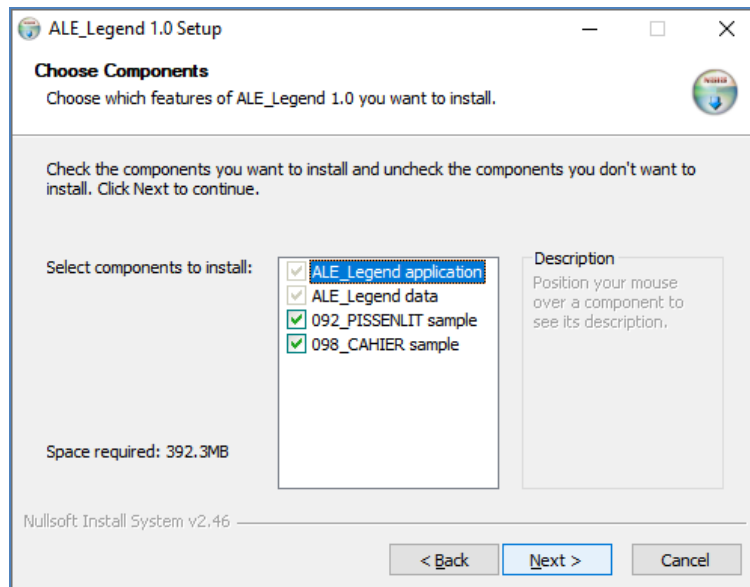 ALE_Legend 1.0 Setup
Choose Components
Choose which features of ALE_Legend 1.0 you want to install.
Check the components you want to install and uncheck the components you don't want to
install. Click Next to continue.
Select components to install:
ALE_Legend application
ALE_Legend data
092_PISSENLIT sample
098_CAHIER sample
Description
Position your mouse
over a component to
see its description.
Space required: 392.3MB
Nullsoft Install System v2.46
< Back
Next >
Cancel